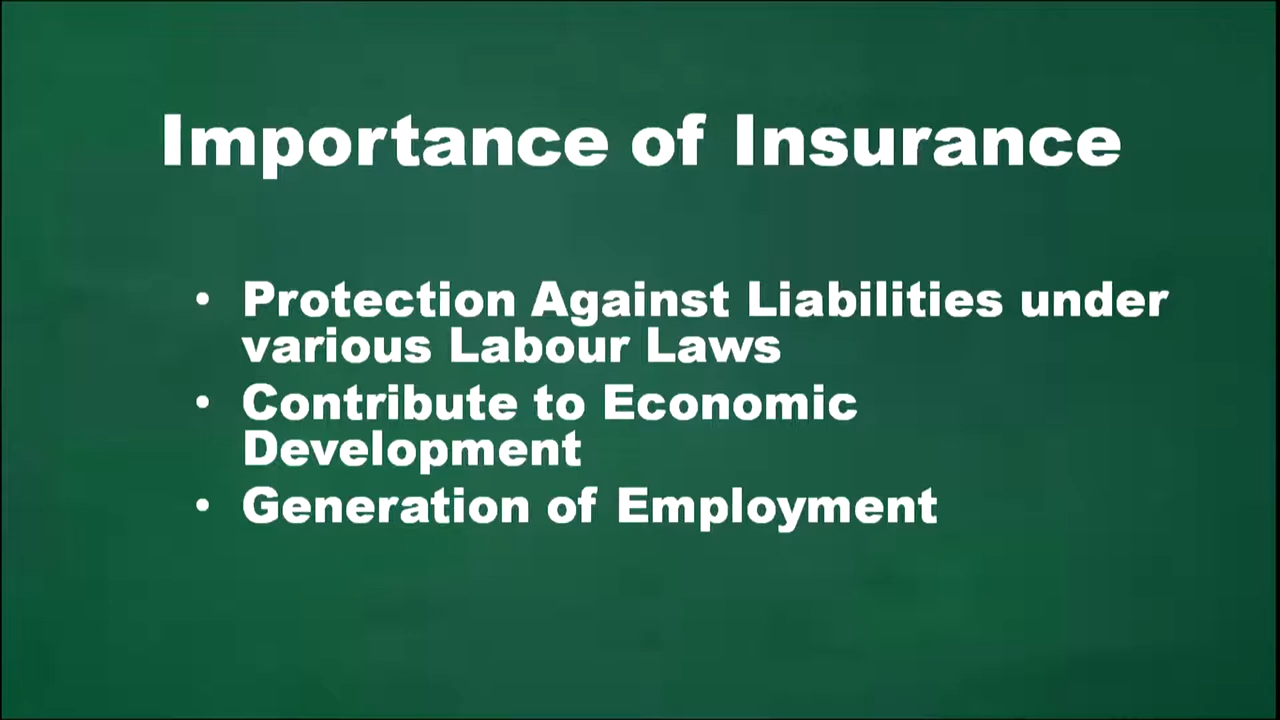 Importance of Insurance
• Protection Against Liabilities under
various Labour Laws
• Contribute to Economic
Development
• Generation of Employment